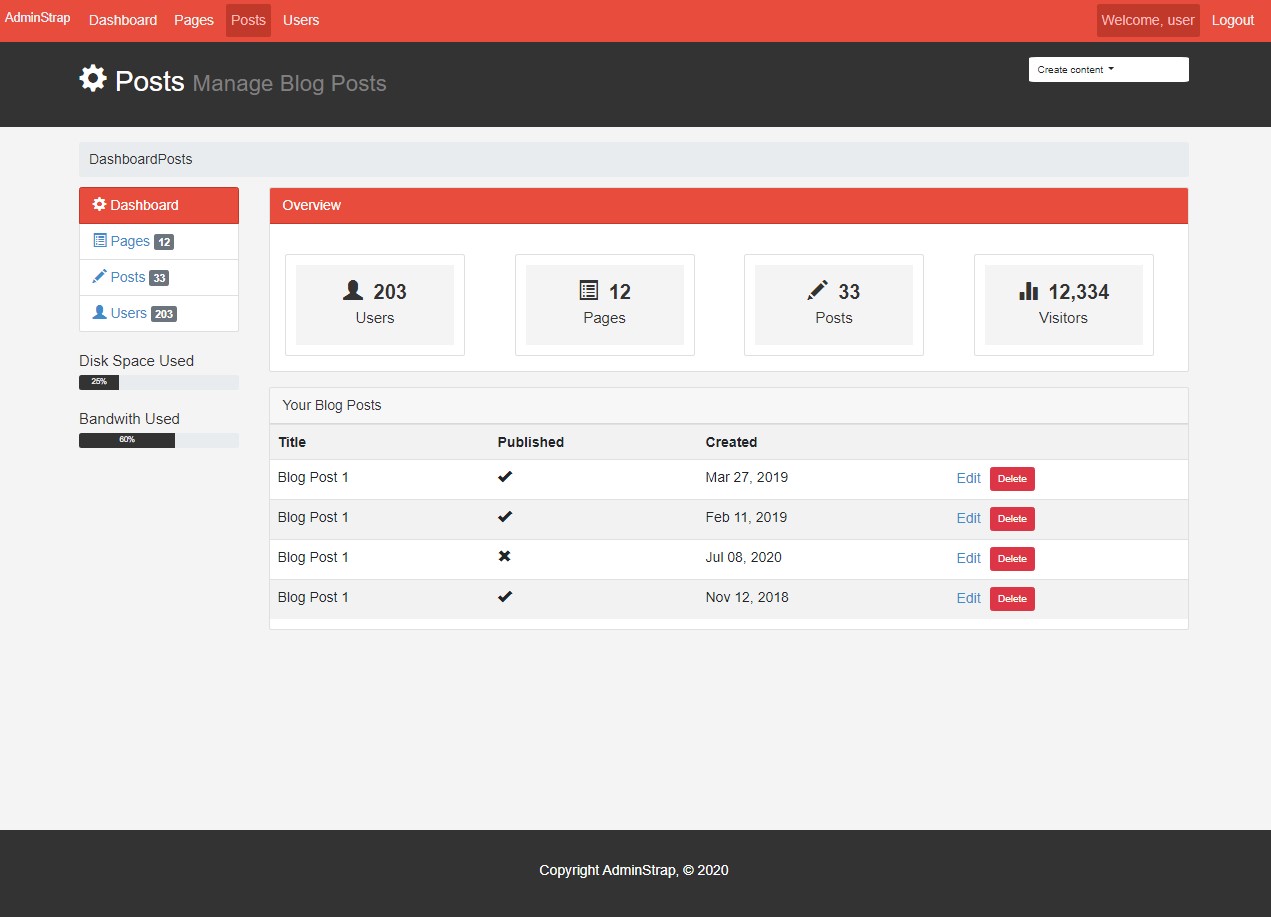 AdminStrap Dashboard Pages Posts Users Welcome, user Logout
Posts Manage Blog Posts Create content
DashboardPosts
Dashboard
Pages 12
Posts 33
Users 203
Disk Space Used
25%
Bandwith Used
60%
Overview
203 12 33 12,334
Users Pages Posts Visitors
Your Blog Posts
Title Published Created
Blog Post 1 Mar 27, 2019 Edit Delete
Blog Post 1 Feb 11, 2019 Edit Delete
Blog Post 1 Jul 08, 2020 Edit Delete
Blog Post 1 Nov 12, 2018 Edit Delete
Copyright AdminStrap, © 2020